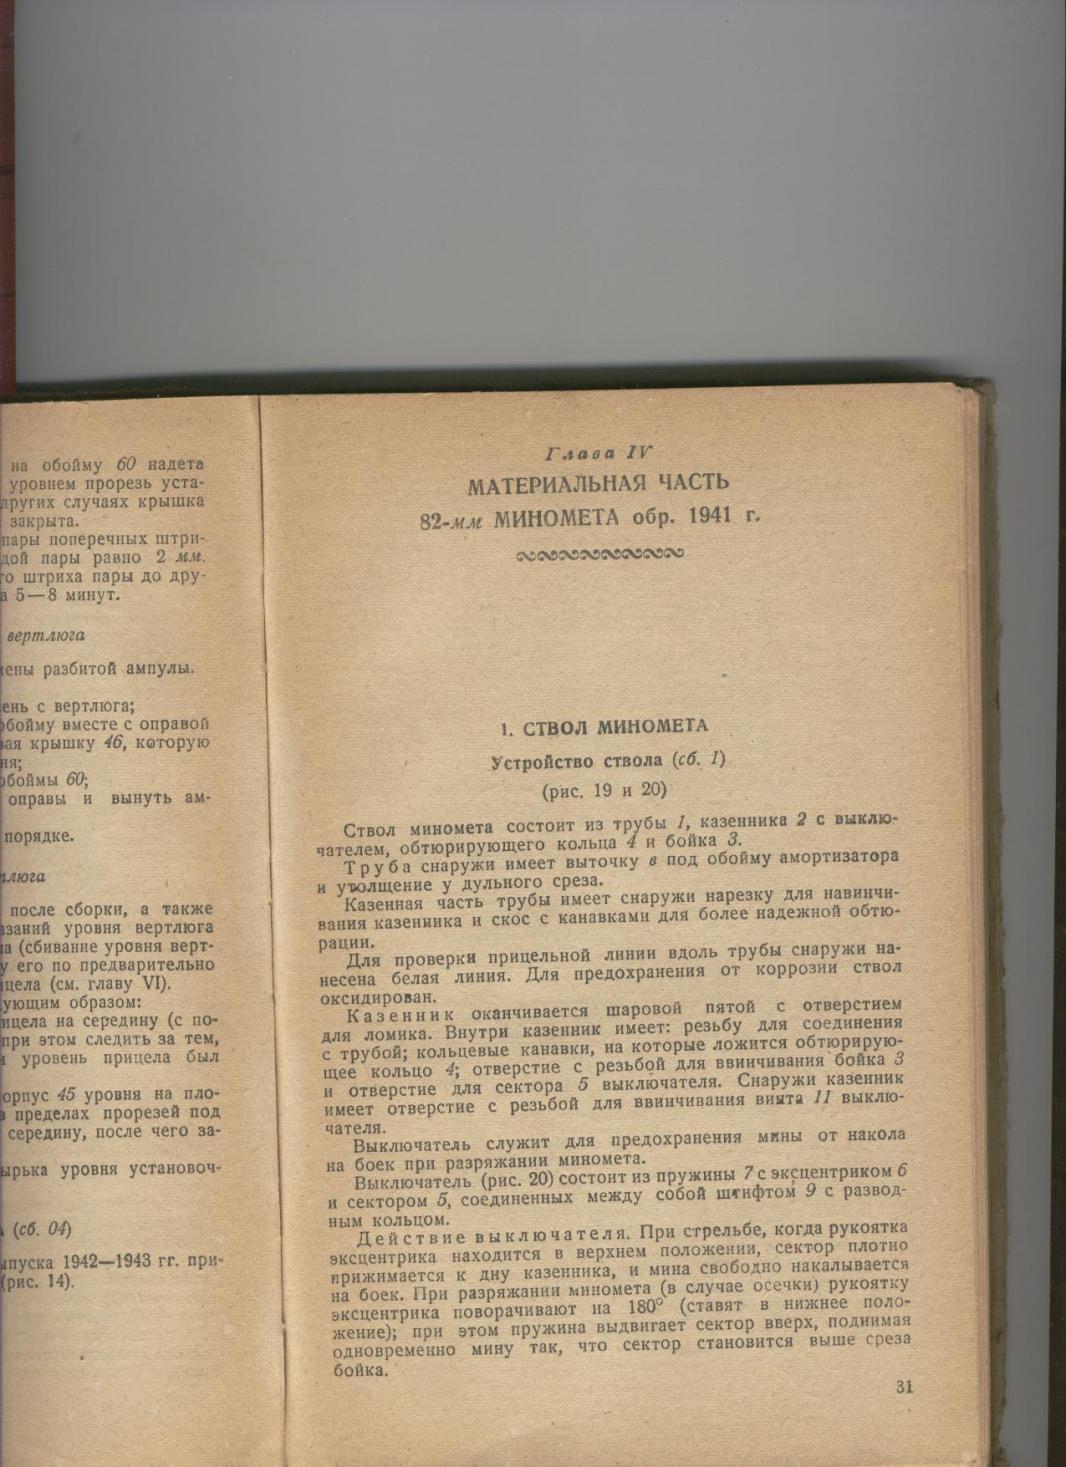 на обойму 60 надета
уровнем прорезь уста-
других случаях крышка
закрыта.
пары поперечных штри-
дой пары равно 2 мм.
го штриха пары до дру-
а 5—8 минут.
вертлюга
ены разбитой ампулы.
ень с вертлюга;
обойму вместе с оправой
вая крышку 46, которую
ня;
обоймы 60;
оправы и вынуть ам-
порядке.
тлюга
после сборки, а также
заний уровня вертлюга
а (сбивание уровня верт-
у его по предварительно
цела (см. главу VI).
ующим образом:
ицела на середину (с по-
при этом следить за тем,
уровень прицела был
орпус 45 уровня на пло-
в пределах прорезей под
середину, после чего за-
ырька уровня установоч-
(сб. 04)
пуска 1942—1943 гг. при-
(рис. 14).
Глава IV
МАТЕРИАЛЬНАЯ ЧАСТЬ
82-мм МИНОМЕТА обр. 1941 г.
1. СТВОЛ МИНОМЕТА
Устройство ствола (сб. 1)
(рис. 19 и 20)
Ствол миномета состоит из трубы 1, казенника 2 с выклю-
чателем, обтюрирующего кольца 4 и бойка 3.
Труба снаружи имеет выточку в под обойму амортизатора
и утолщение у дульного среза.
Казенная часть трубы имеет снаружи нарезку для навинчи-
вания казенника и скос с канавками для более надежной обтю-
рации.
Для проверки прицельной линии вдоль трубы снаружи на-
несена белая линия. Для предохранения от коррозии ствол
оксидирован.
Казенник оканчивается шаровой пятой с отверстием
для ломика. Внутри казенник имеет: резьбу для соединения
с трубой; кольцевые канавки, на которые ложится обтюрирую-
щее кольцо 4; отверстие с резьбой для ввинчивания бойка 3
и отверстие для сектора 5 выключателя. Снаружи казенник
имеет отверстие с резьбой для ввинчивания винта 11 выклю-
чателя.
Выключатель служит для предохранения мины от накола
на боек при разряжании миномета.
Выключатель (рис. 20) состоит из пружины 7 с эксцентриком 6
и сектором 5, соединенных между собой штифтом 9 с развод-
ным кольцом.
Действие выключателя. При стрельбе, когда рукоятка
эксцентрика находится в верхнем положении, сектор плотно
прижимается к дну казенника, и мина свободно накалывается
на боек. При разряжании миномета (в случае осечки) рукоятку
эксцентрика поворачивают на 180° (ставят в нижнее поло-
жение); при этом пружина выдвигает сектор вверх, поднимая
одновременно мину так, что сектор становится выше среза
бойка.
31